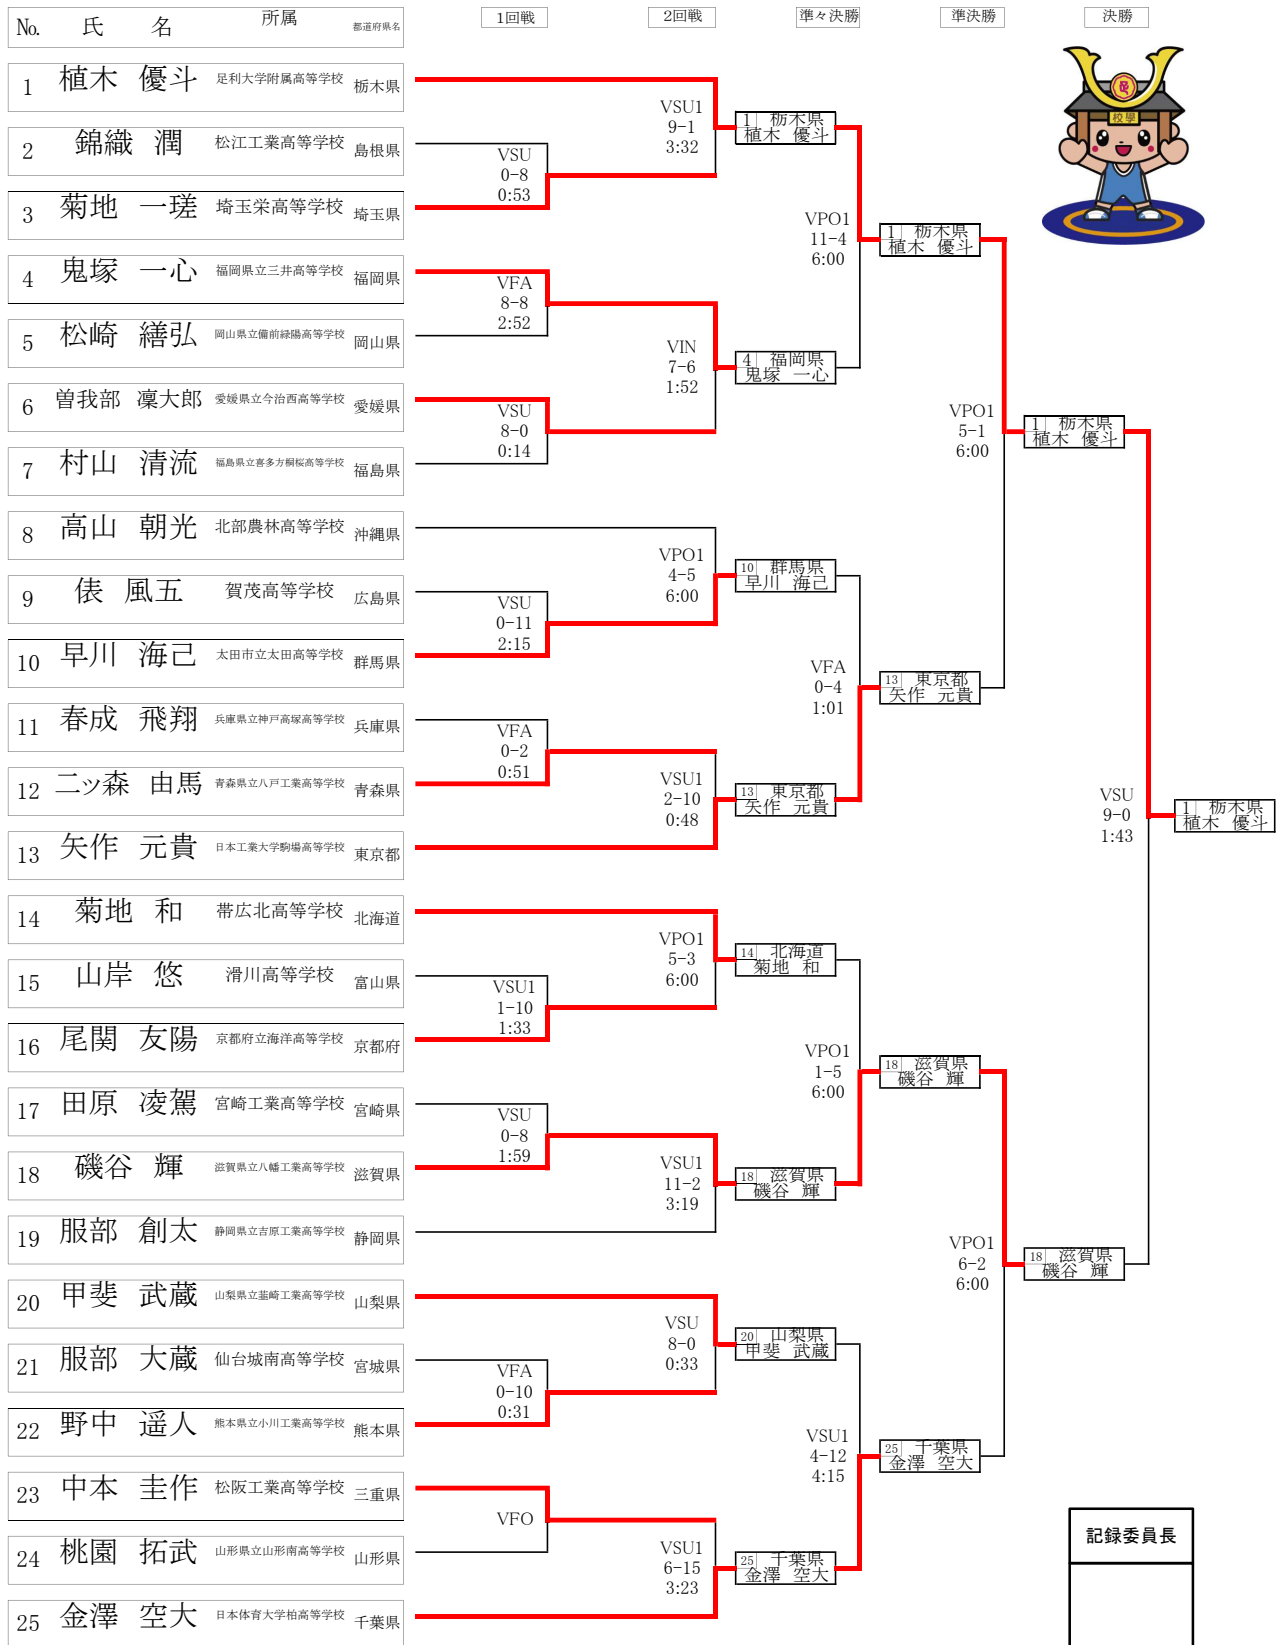 No. 氏 名 所属 都道府県名 1回戦 2回戦 準々決勝 準決勝 決勝
1 植木 優斗 足利大学附属高等学校 栃木県
2 錦織 潤 松江工業高等学校 島根県
3 菊地 一瑳 埼玉栄高等学校 埼玉県
4 鬼塚 一心 福岡県立三井高等学校 福岡県
5 松崎 繕弘 岡山県立備前緑陽高等学校 岡山県
6 曽我部 凜大郎 愛媛県立今治西高等学校 愛媛県
7 村山 清流 福島県立喜多方桐桜高等学校 福島県
8 高山 朝光 北部農林高等学校 沖縄県
9 俵 風五 賀茂高等学校 広島県
10 早川 海己 太田市立太田高等学校 群馬県
11 春成 飛翔 兵庫県立神戸高塚高等学校 兵庫県
12 二ッ森 由馬 青森県立八戸工業高等学校 青森県
13 矢作 元貴 日本工業大学駒場高等学校 東京都
14 菊地 和 帯広北高等学校 北海道
15 山岸 悠 滑川高等学校 富山県
16 尾関 友陽 京都府立海洋高等学校 京都府
17 田原 凌駕 宮崎工業高等学校 宮崎県
18 磯谷 輝 滋賀県立八幡工業高等学校 滋賀県
19 服部 創太 静岡県立吉原工業高等学校 静岡県
20 甲斐 武蔵 山梨県立韮崎工業高等学校 山梨県
21 服部 大蔵 仙台城南高等学校 宮城県
22 野中 遥人 熊本県立小川工業高等学校 熊本県
23 中本 圭作 松阪工業高等学校 三重県
24 桃園 拓武 山形県立山形南高等学校 山形県
25 金澤 空大 日本体育大学柏高等学校 千葉県
VSU
0-8
0:53
VFA
8-8
2:52
VSU
8-0
0:14
VSU
0-11
2:15
VFA
0-2
0:51
VSU1
1-10
1:33
VSU
0-8
1:59
VFA
0-10
0:31
VFO
VSU1
9-1
3:32
VIN
7-6
1:52
VPO1
4-5
6:00
VSU1
2-10
0:48
VPO1
5-3
6:00
VSU1
11-2
3:19
VSU
8-0
0:33
VSU1
6-15
3:23
1 栃木県
植木 優斗
4 福岡県
鬼塚 一心
10 群馬県
早川 海己
13 東京都
矢作 元貴
14 北海道
菊地 和
18 滋賀県
磯谷 輝
20 山梨県
甲斐 武蔵
25 千葉県
金澤 空大
VPO1
11-4
6:00
VFA
0-4
1:01
VPO1
1-5
6:00
VSU1
4-12
4:15
1 栃木県
植木 優斗
13 東京都
矢作 元貴
18 滋賀県
磯谷 輝
25 千葉県
金澤 空大
VPO1
5-1
6:00
VPO1
6-2
6:00
1 栃木県
植木 優斗
18 滋賀県
磯谷 輝
VSU
9-0
1:43
1 栃木県
植木 優斗
校學
記録委員長